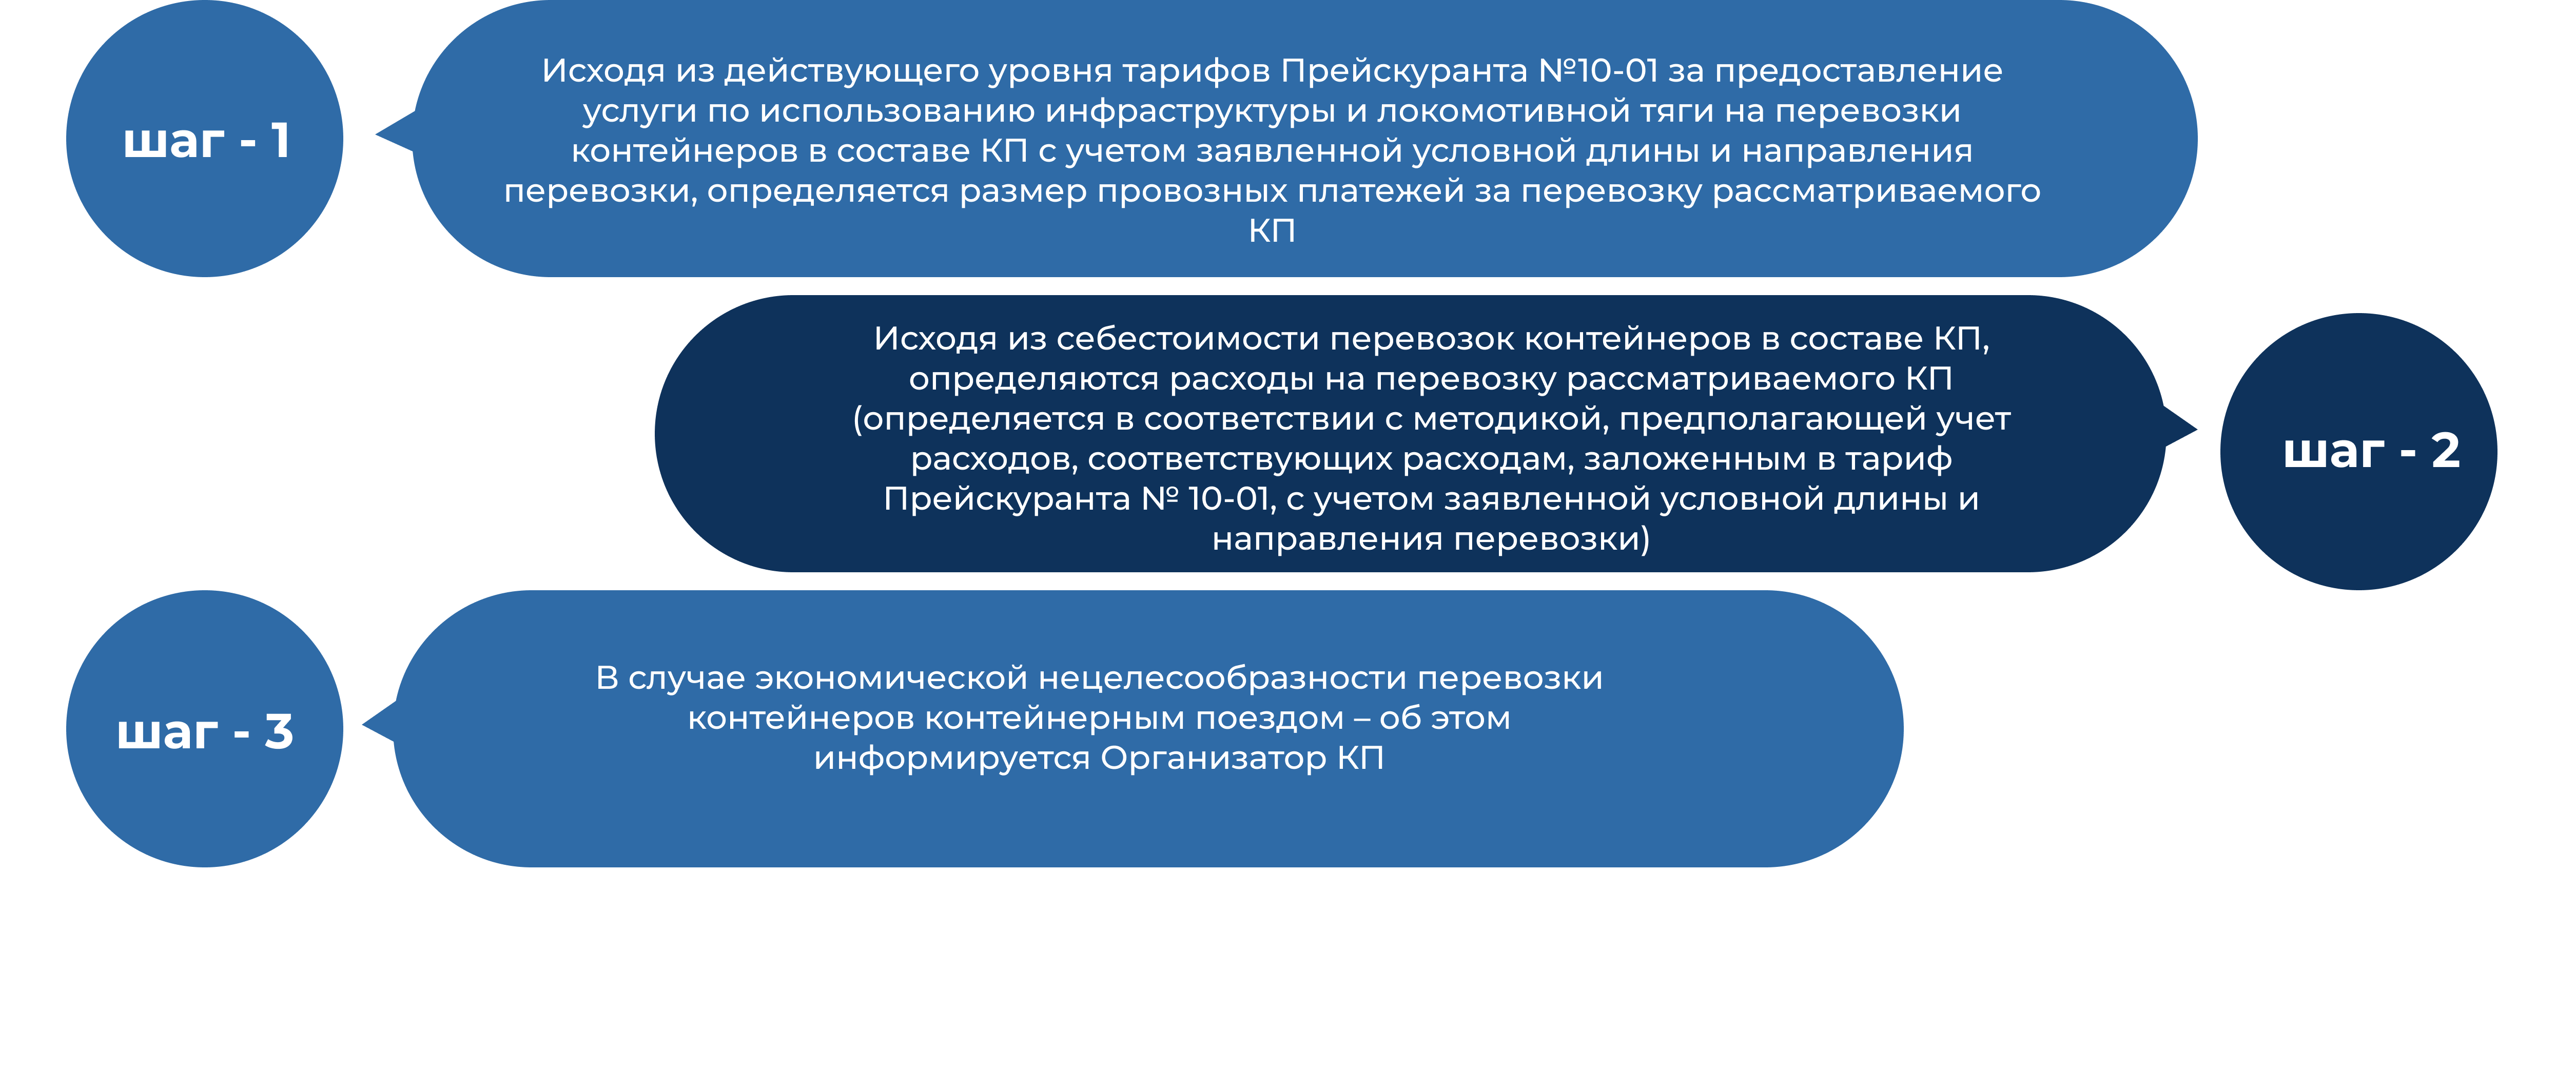 шаг - 1
Исходя из действующего уровня тарифов Прейскуранта №10-01 за предоставление
услуги по использованию инфраструктуры и локомотивной тяги на перевозки
контейнеров в составе КП с учетом заявленной условной длины и направления
перевозки, определяется размер провозных платежей за перевозку рассматриваемого
КП
Исходя из себестоимости перевозок контейнеров в составе КП,
определяются расходы на перевозку рассматриваемого КП
(определяется в соответствии с методикой, предполагающей учет
расходов, соответствующих расходам, заложенным в тариф
Прейскуранта № 10-01, с учетом заявленной условной длины и
направления перевозки)
шаг - 2
шаг - 3
В случае экономической нецелесообразности перевозки
контейнеров контейнерным поездом – об этом
информируется Организатор КП